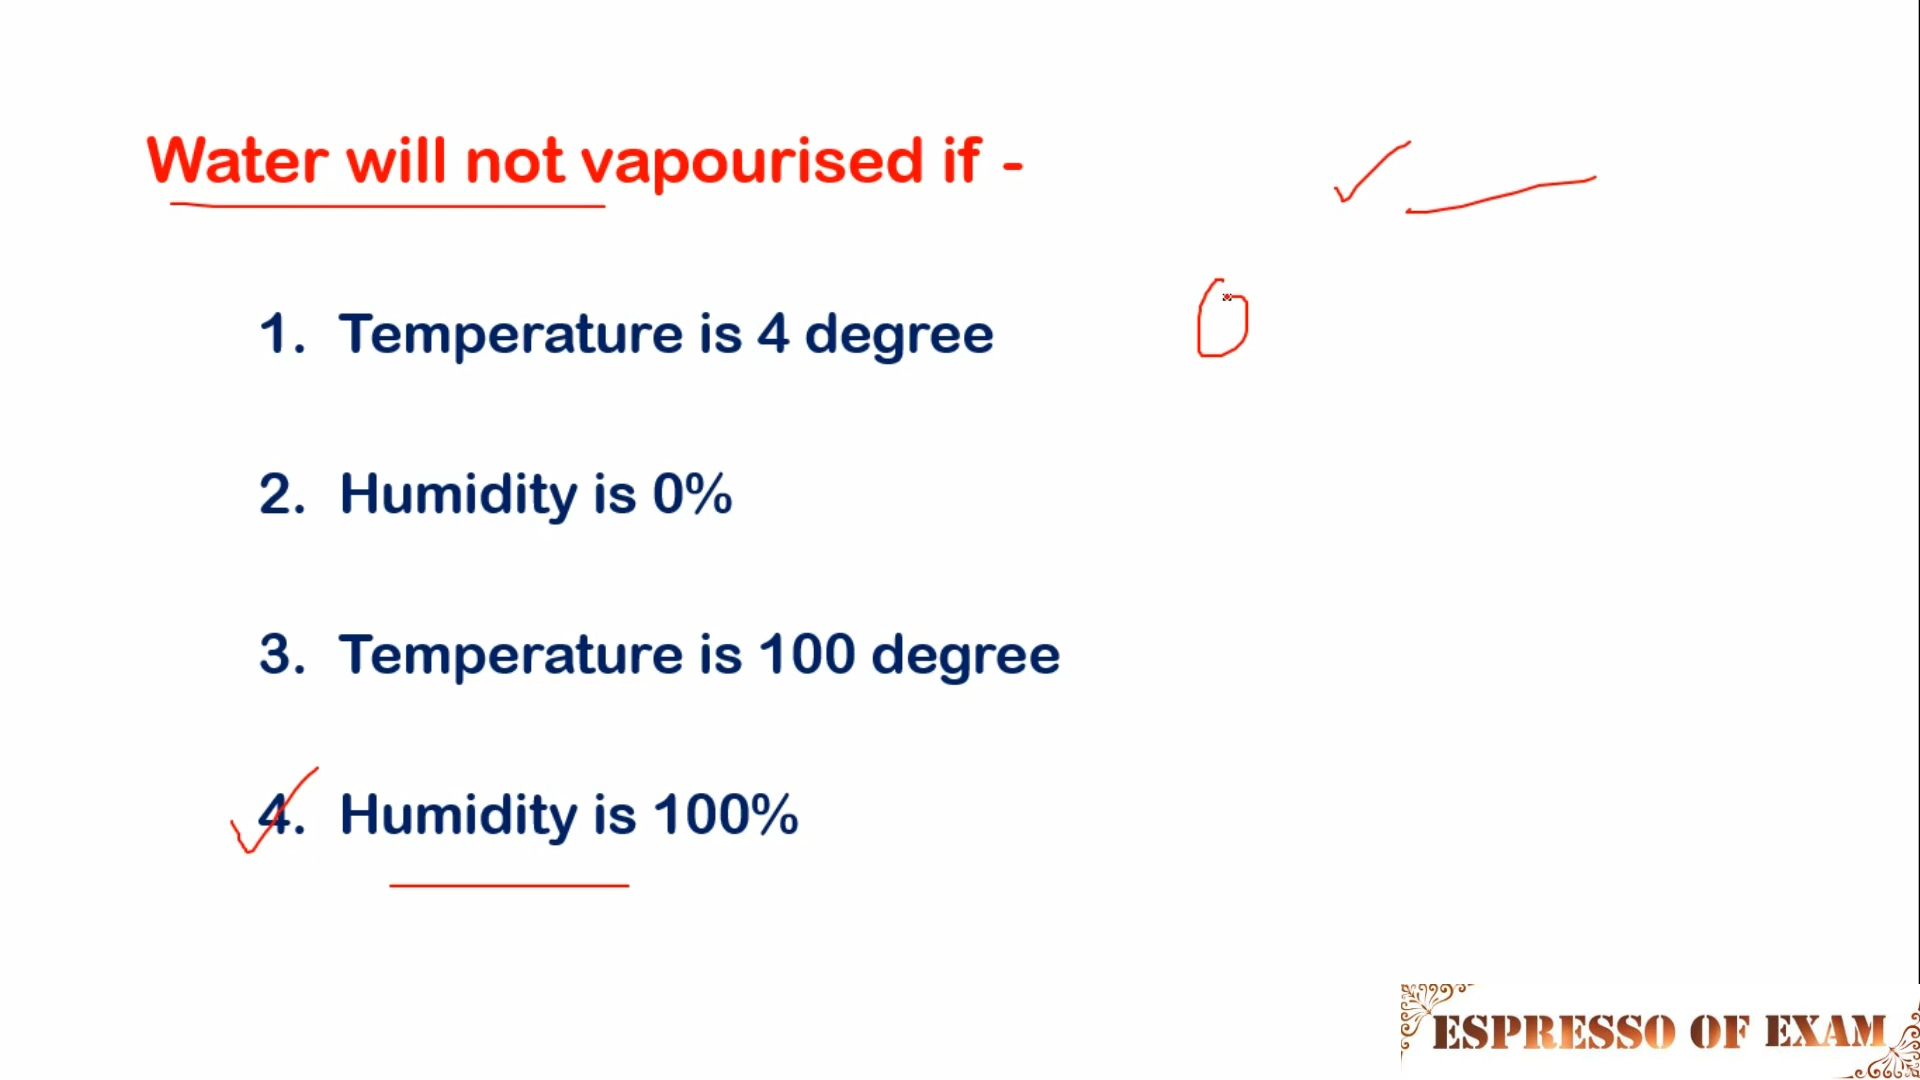 Water will not vapourised if -
1. Temperature is 4 degree
2. Humidity is 0%
3. Temperature is 100 degree
4. Humidity is 100%
ESPRESSO OF EXAM